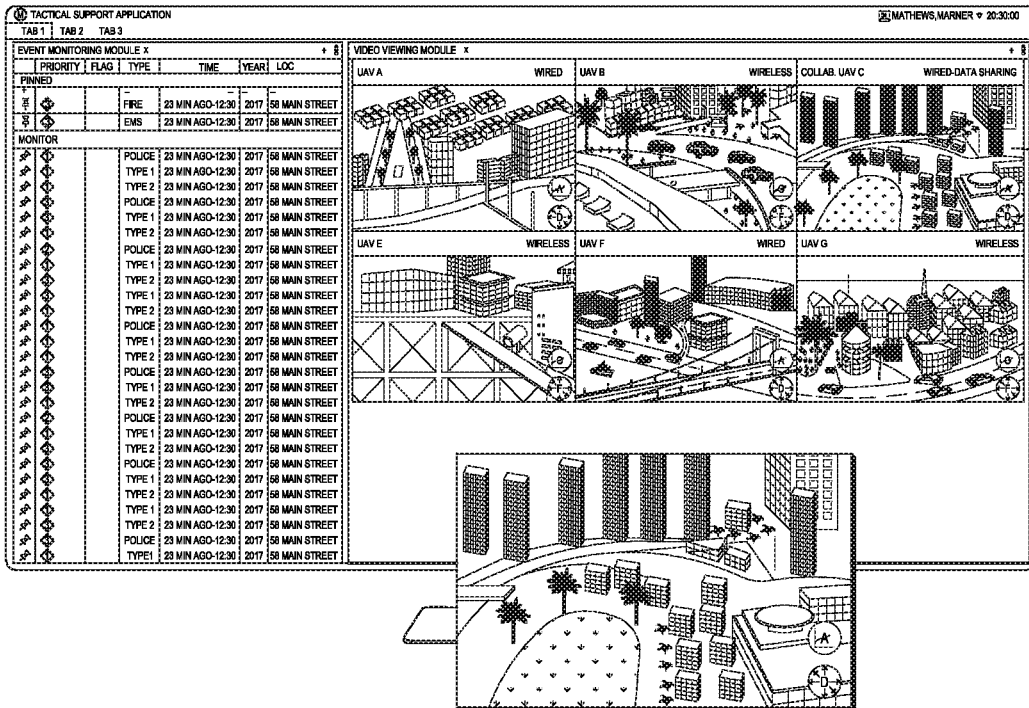 TACTICAL SUPPORT APPLICATION
MATHEWS,MARNER 20:30:00
TAB 1 TAB 2 TAB 3
EVENT MONITORING MODULE X
PRIORITY FLAG TYPE TIME YEAR LOC
PINNED
FIRE 23 MIN AGO-12:30 2017 58 MAIN STREET
EMS 23 MIN AGO-12:30 2017 58 MAIN STREET
MONITOR
POLICE 23 MIN AGO-12:30 2017 58 MAIN STREET
TYPE 1 23 MIN AGO-12:30 2017 58 MAIN STREET
TYPE 2 23 MIN AGO-12:30 2017 58 MAIN STREET
POLICE 23 MIN AGO-12:30 2017 58 MAIN STREET
TYPE 1 23 MIN AGO-12:30 2017 58 MAIN STREET
TYPE 2 23 MIN AGO-12:30 2017 58 MAIN STREET
POLICE 23 MIN AGO-12:30 2017 58 MAIN STREET
TYPE 1 23 MIN AGO-12:30 2017 58 MAIN STREET
TYPE 2 23 MIN AGO-12:30 2017 58 MAIN STREET
TYPE 1 23 MIN AGO-12:30 2017 58 MAIN STREET
TYPE 2 23 MIN AGO-12:30 2017 58 MAIN STREET
POLICE 23 MIN AGO-12:30 2017 58 MAIN STREET
TYPE 1 23 MIN AGO-12:30 2017 58 MAIN STREET
TYPE 2 23 MIN AGO-12:30 2017 58 MAIN STREET
POLICE 23 MIN AGO-12:30 2017 58 MAIN STREET
TYPE 1 23 MIN AGO-12:30 2017 58 MAIN STREET
TYPE 2 23 MIN AGO-12:30 2017 58 MAIN STREET
POLICE 23 MIN AGO-12:30 2017 58 MAIN STREET
TYPE 1 23 MIN AGO-12:30 2017 58 MAIN STREET
TYPE 2 23 MIN AGO-12:30 2017 58 MAIN STREET
POLICE 23 MIN AGO-12:30 2017 58 MAIN STREET
TYPE 1 23 MIN AGO-12:30 2017 58 MAIN STREET
TYPE 2 23 MIN AGO-12:30 2017 58 MAIN STREET
TYPE 1 23 MIN AGO-12:30 2017 58 MAIN STREET
TYPE 2 23 MIN AGO-12:30 2017 58 MAIN STREET
POLICE 23 MIN AGO-12:30 2017 58 MAIN STREET
TYPE1 23 MIN AGO-12:30 2017 58 MAIN STREET
VIDEO VIEWING MODULE X
UAV A WIRED
UAV B WIRELESS
COLLAB. UAV C WIRED-DATA SHARING
UAV E WIRELESS
UAV F WIRED
UAV G WIRELESS